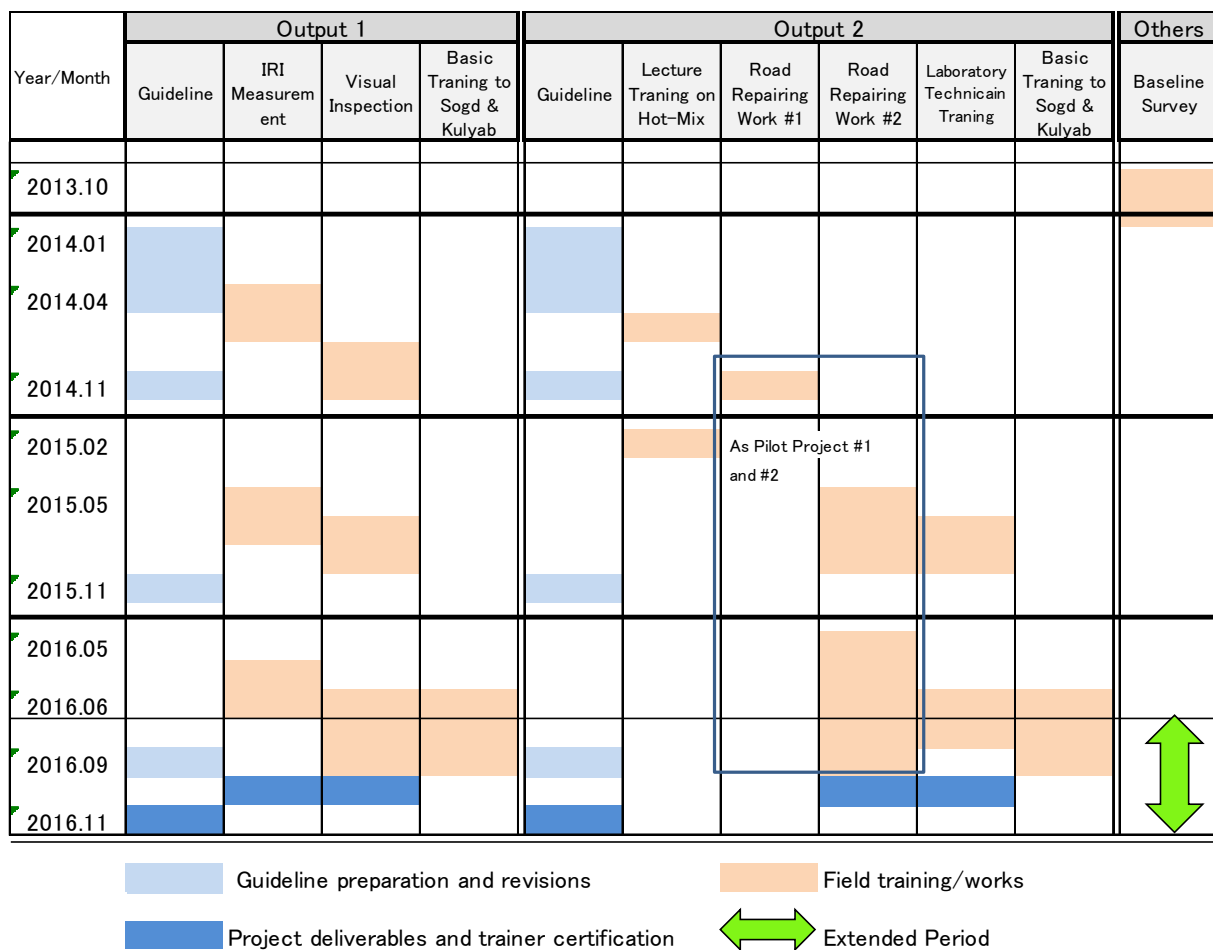 Output 1
Output 2
Others
Year/Month
Guideline
IRI
Measurem
ent
Visual
Inspection
Basic
Traning to
Sogd &
Kulyab
Guideline
Lecture
Traning on
Hot-Mix
Road
Repairing
Work #1
Road
Repairing
Work #2
Laboratory
Technicain
Traning
Basic
Traning to
Sogd &
Kulyab
Baseline
Survey
2013.10
2014.01
2014.04
2014.11
2015.02
As Pilot Project #1
and #2
2015.05
2015.11
2016.05
2016.06
2016.09
2016.11
Guideline preparation and revisions
Field training/works
Project deliverables and trainer certification
Extended Period